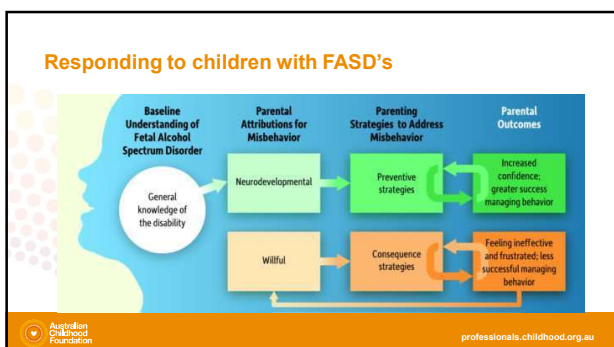 Responding to children with FASD's
Baseline
Understanding of
Fetal Alcohol
Spectrum Disorder
Parental
Attributions for
Misbehavior
Parenting
Strategies to Address
Misbehavior
Parental
Outcomes
General
knowledge of
the disability
Neurodevelopmental
Preventive
strategies
Increased
confidence;
greater success
managing behavior
Willful
Consequence
strategies
Feeling ineffective
and frustrated; less
successful managing
behavior
Australian
Childhood
Foundation
professionals.childhood.org.au